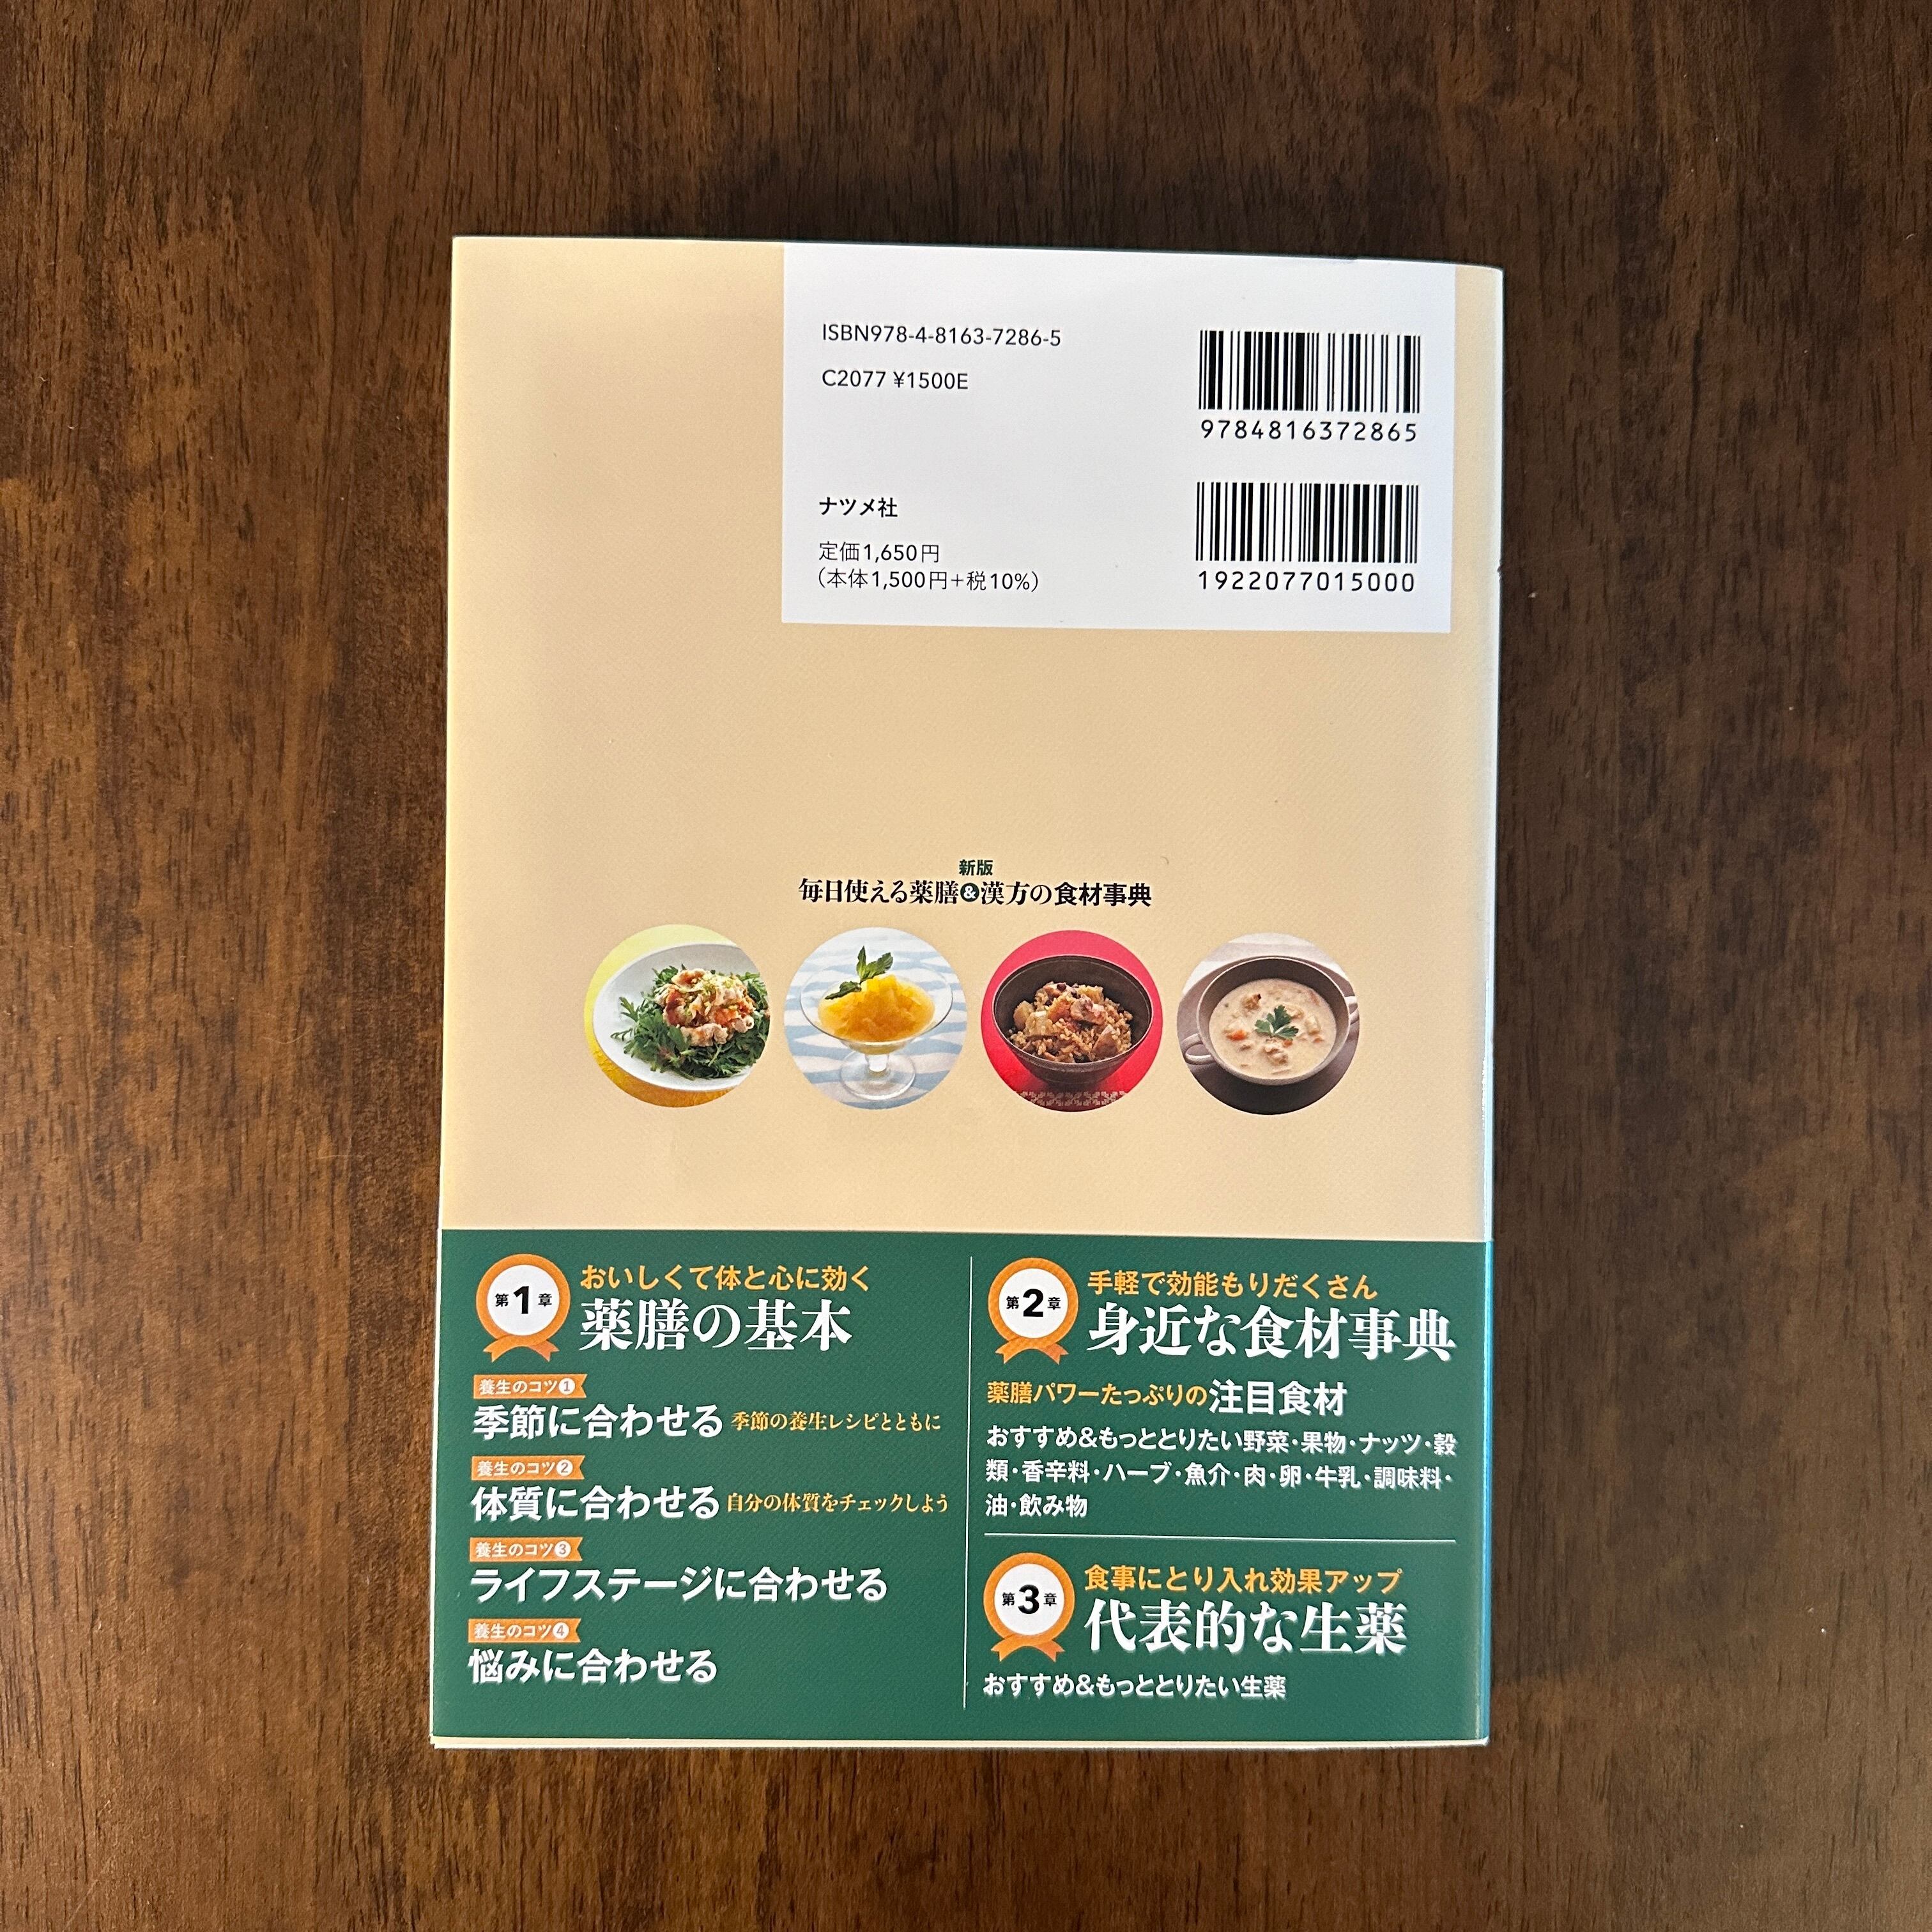 ISBN978-4-8163-7286-5
C2077 ¥1500E
9784816372865
ナツメ社
定価1,650円
(本体1,500円+税10%)
1922077015000
新版
毎日使える薬膳&漢方の食材事典
第1章
おいしくて体と心に効く
薬膳の基本
養生のコツ①
季節に合わせる 季節の養生レシピとともに
養生のコツ②
体質に合わせる 自分の体質をチェックしよう
養生のコツ③
ライフステージに合わせる
養生のコツ④
悩みに合わせる
第2章
手軽で効能もりだくさん
身近な食材事典
薬膳パワーたっぷりの注目食材
おすすめ&もっととりたい野菜・果物・ナッツ・穀
類・香辛料・ハーブ・魚介・肉・卵・牛乳・調味料・
油・飲み物
第3章
食事にとり入れ効果アップ
代表的な生薬
おすすめ&もっととりたい生薬